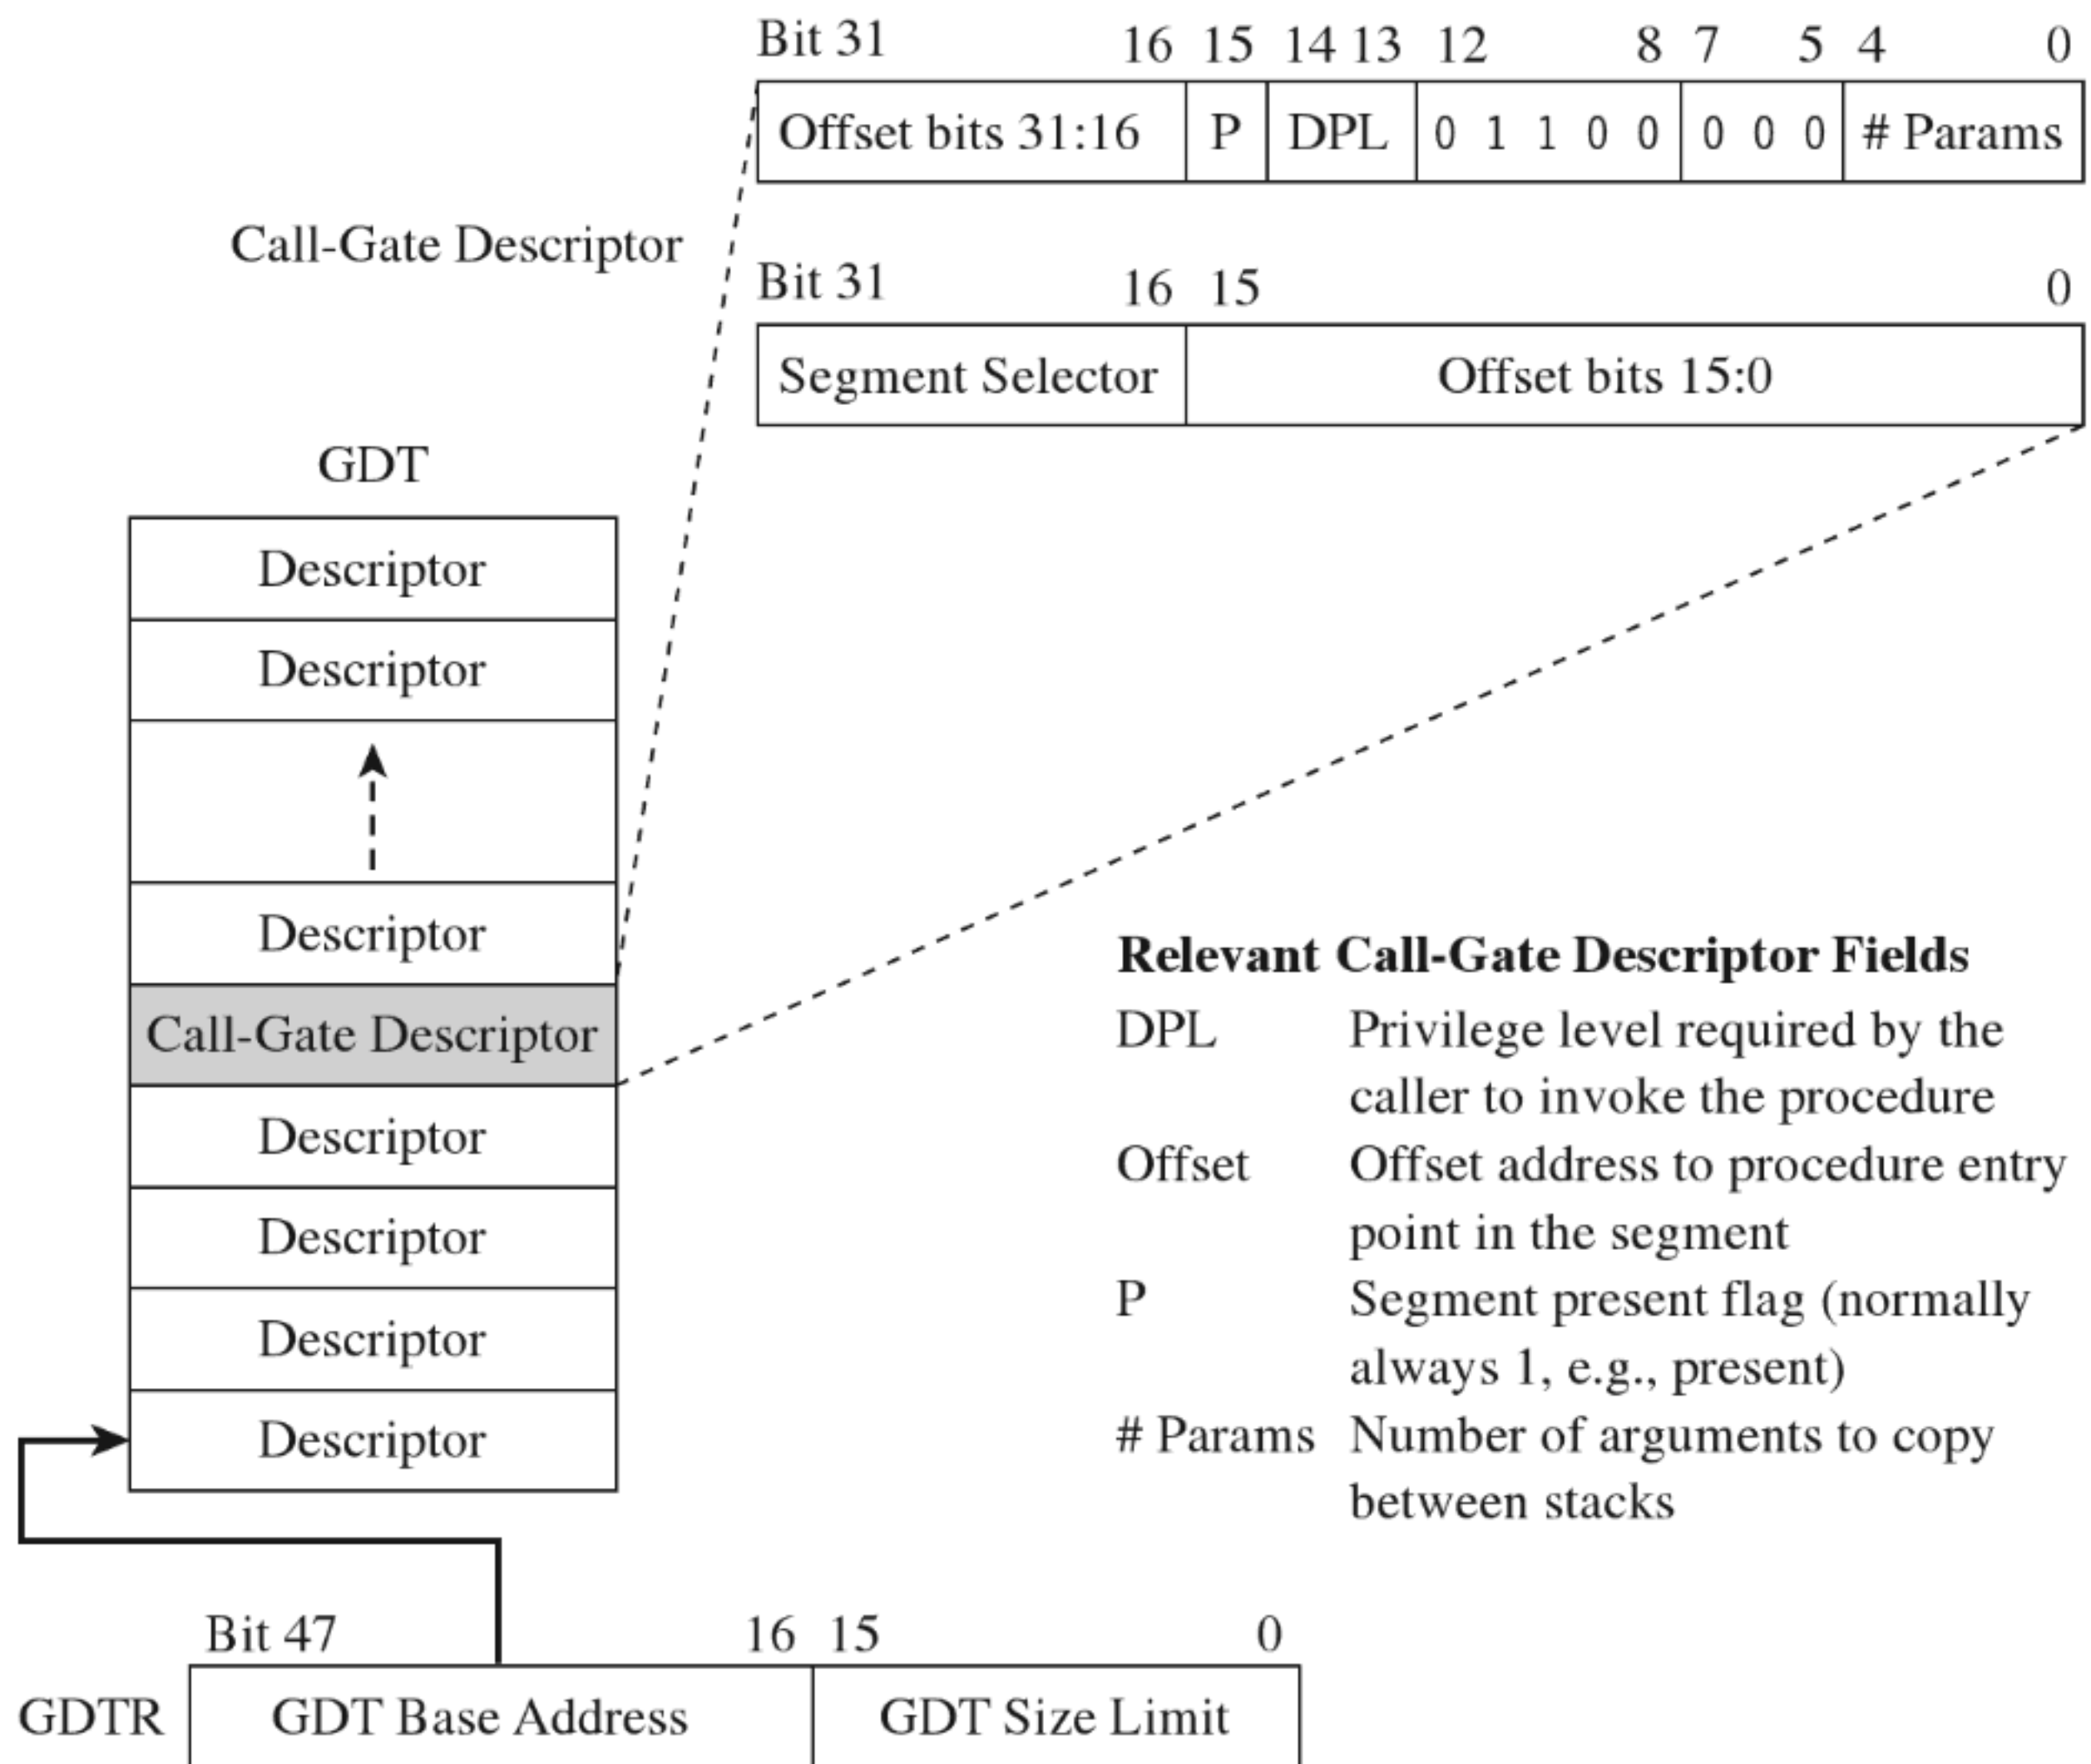 Bit 31 16 15 14 13 12 8 7 5 4 0
Offset bits 31:16 P DPL 0 1 1 0 0 0 0 0 # Params
Call-Gate Descriptor
Bit 31 16 15 0
Segment Selector Offset bits 15:0
GDT
Descriptor
Descriptor
Descriptor
Call-Gate Descriptor
Descriptor
Descriptor
Descriptor
Descriptor
Relevant Call-Gate Descriptor Fields
DPL Privilege level required by the
caller to invoke the procedure
Offset Offset address to procedure entry
point in the segment
P Segment present flag (normally
always 1, e.g., present)
# Params Number of arguments to copy
between stacks
Bit 47 16 15 0
GDTR GDT Base Address GDT Size Limit